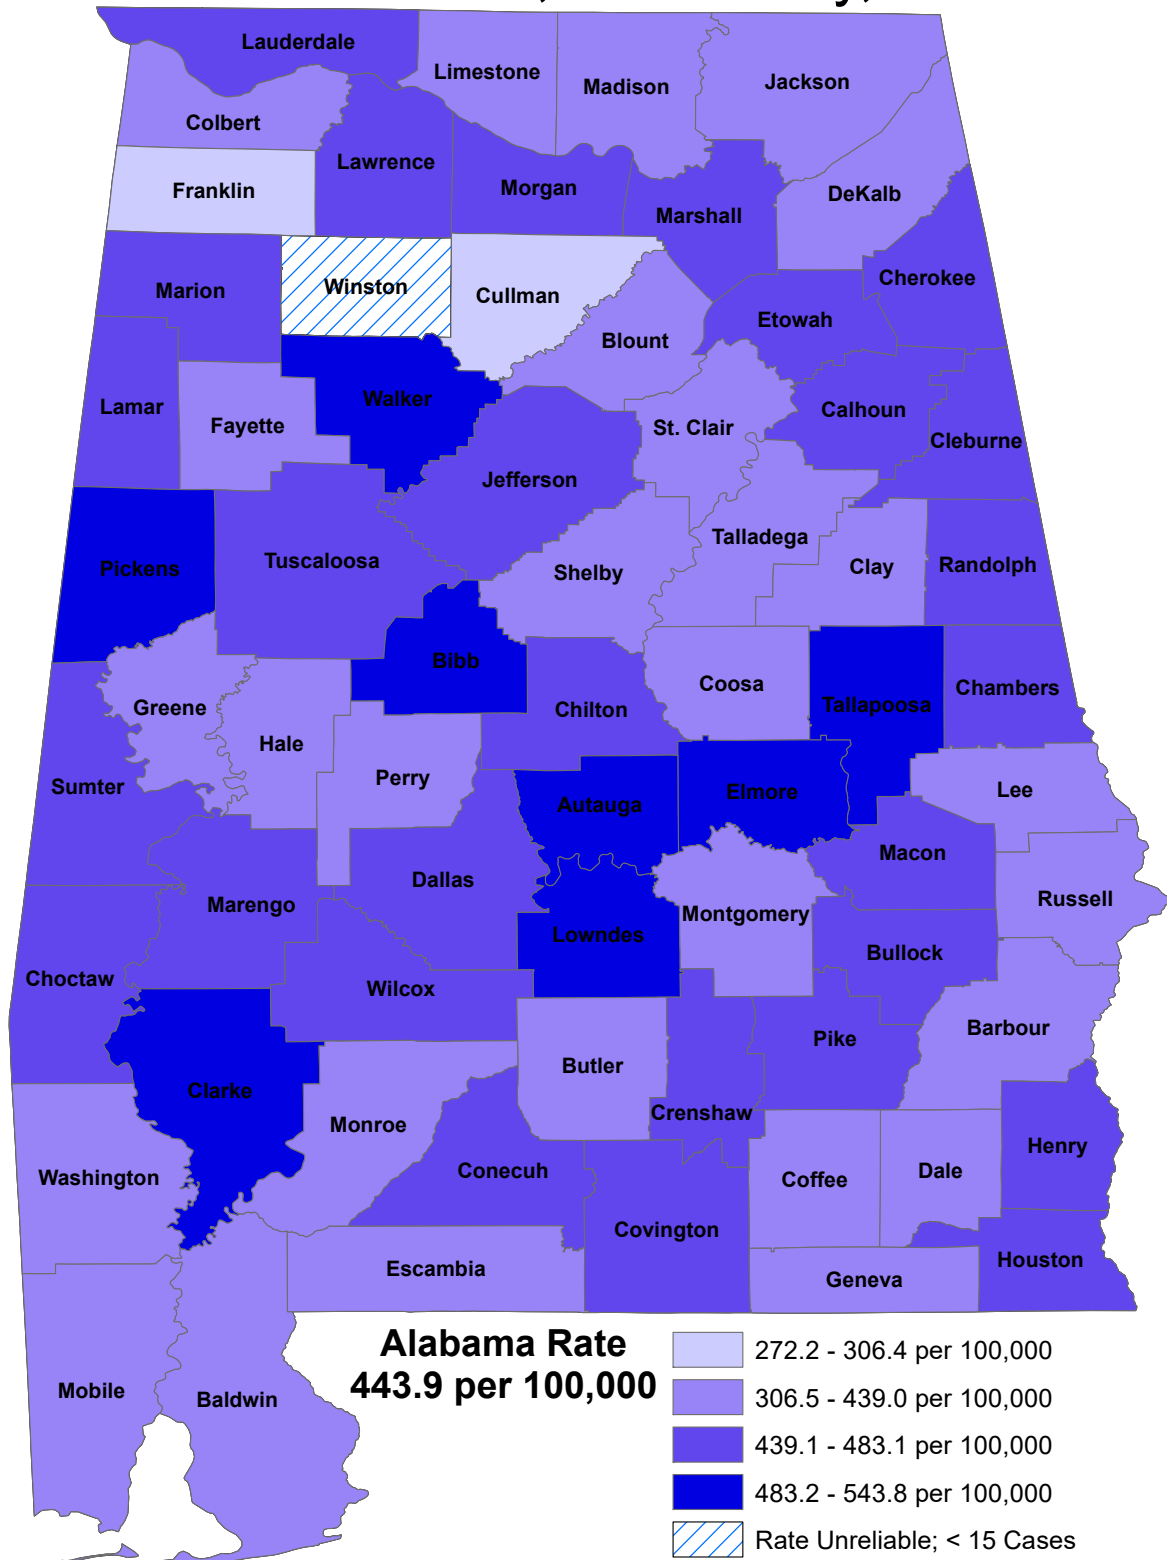 Lauderdale
Limestone
Madison
Jackson
Colbert
Lawrence
Franklin
Morgan
Marshall
DeKalb
Marion
Winston
Cullman
Cherokee
Etowah
Blount
Lamar
Walker
Fayette
St. Clair
Calhoun
Cleburne
Jefferson
Talladega
Pickens
Tuscaloosa
Shelby
Clay
Randolph
Bibb
Greene
Coosa
Chambers
Tallapoosa
Chilton
Hale
Perry
Sumter
Autauga
Elmore
Lee
Macon
Dallas
Marengo
Russell
Montgomery
Lowndes
Bullock
Choctaw
Wilcox
Barbour
Pike
Butler
Clarke
Crenshaw
Monroe
Henry
Washington
Conecuh
Coffee
Dale
Covington
Escambia
Houston
Geneva
Mobile
Baldwin
Alabama Rate
443.9 per 100,000
272.2 - 306.4 per 100,000
306.5 - 439.0 per 100,000
439.1 - 483.1 per 100,000
483.2 - 543.8 per 100,000
Rate Unreliable; < 15 Cases